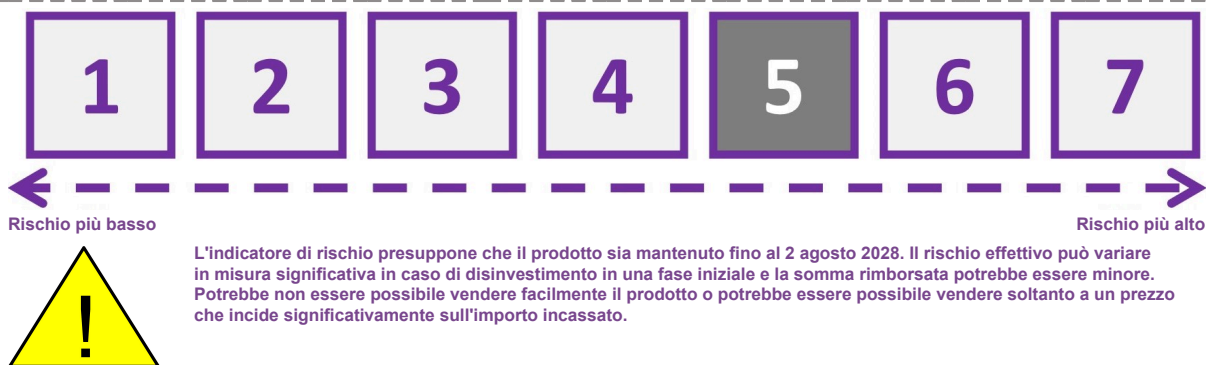 1 2 3 4 5 6 7
Rischio più basso Rischio più alto
L'indicatore di rischio presuppone che il prodotto sia mantenuto fino al 2 agosto 2028. Il rischio effettivo può variare
in misura significativa in caso di disinvestimento in una fase iniziale e la somma rimborsata potrebbe essere minore.
Potrebbe non essere possibile vendere facilmente il prodotto o potrebbe essere possibile vendere soltanto a un prezzo
che incide significativamente sull'importo incassato.
!